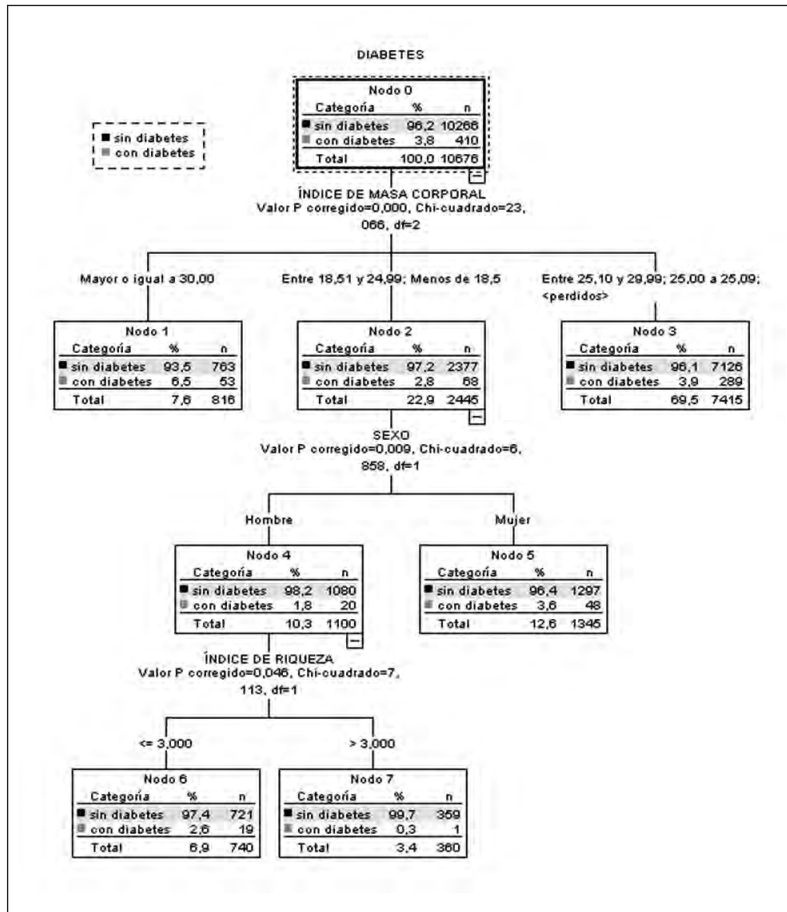 DIABETES
■ sin diabetes
■ con diabetes
Nodo 0
Categoría % n
■ sin diabetes 96,2 10266
■ con diabetes 3,8 410
Total 100,0 10676
ÍNDICE DE MASA CORPORAL
Valor P corregido=0,000, Chi-cuadrado=23,
066, df=2
Mayor o igual a 30,00
Entre 18,51 y 24,99; Menos de 18,5
Entre 25,10 y 29,99; 25,00 a 25,09;
<perdidos>
Nodo 1
Categoría % n
■ sin diabetes 93,5 763
■ con diabetes 6,5 53
Total 7,6 816
Nodo 2
Categoría % n
■ sin diabetes 97,2 2377
■ con diabetes 2,8 68
Total 22,9 2445
Nodo 3
Categoría % n
■ sin diabetes 96,1 7126
■ con diabetes 3,9 289
Total 69,5 7415
SEXO
Valor P corregido=0,009, Chi-cuadrado=6,
858, df=1
Hombre
Mujer
Nodo 4
Categoría % n
■ sin diabetes 98,2 1080
■ con diabetes 1,8 20
Total 10,3 1100
Nodo 5
Categoría % n
■ sin diabetes 96,4 1297
■ con diabetes 3,6 48
Total 12,6 1345
ÍNDICE DE RIQUEZA
Valor P corregido=0,046, Chi-cuadrado=7,
113, df=1
<= 3,000
> 3,000
Nodo 6
Categoría % n
■ sin diabetes 97,4 721
■ con diabetes 2,6 19
Total 6,9 740
Nodo 7
Categoría % n
■ sin diabetes 99,7 359
■ con diabetes 0,3 1
Total 3,4 360